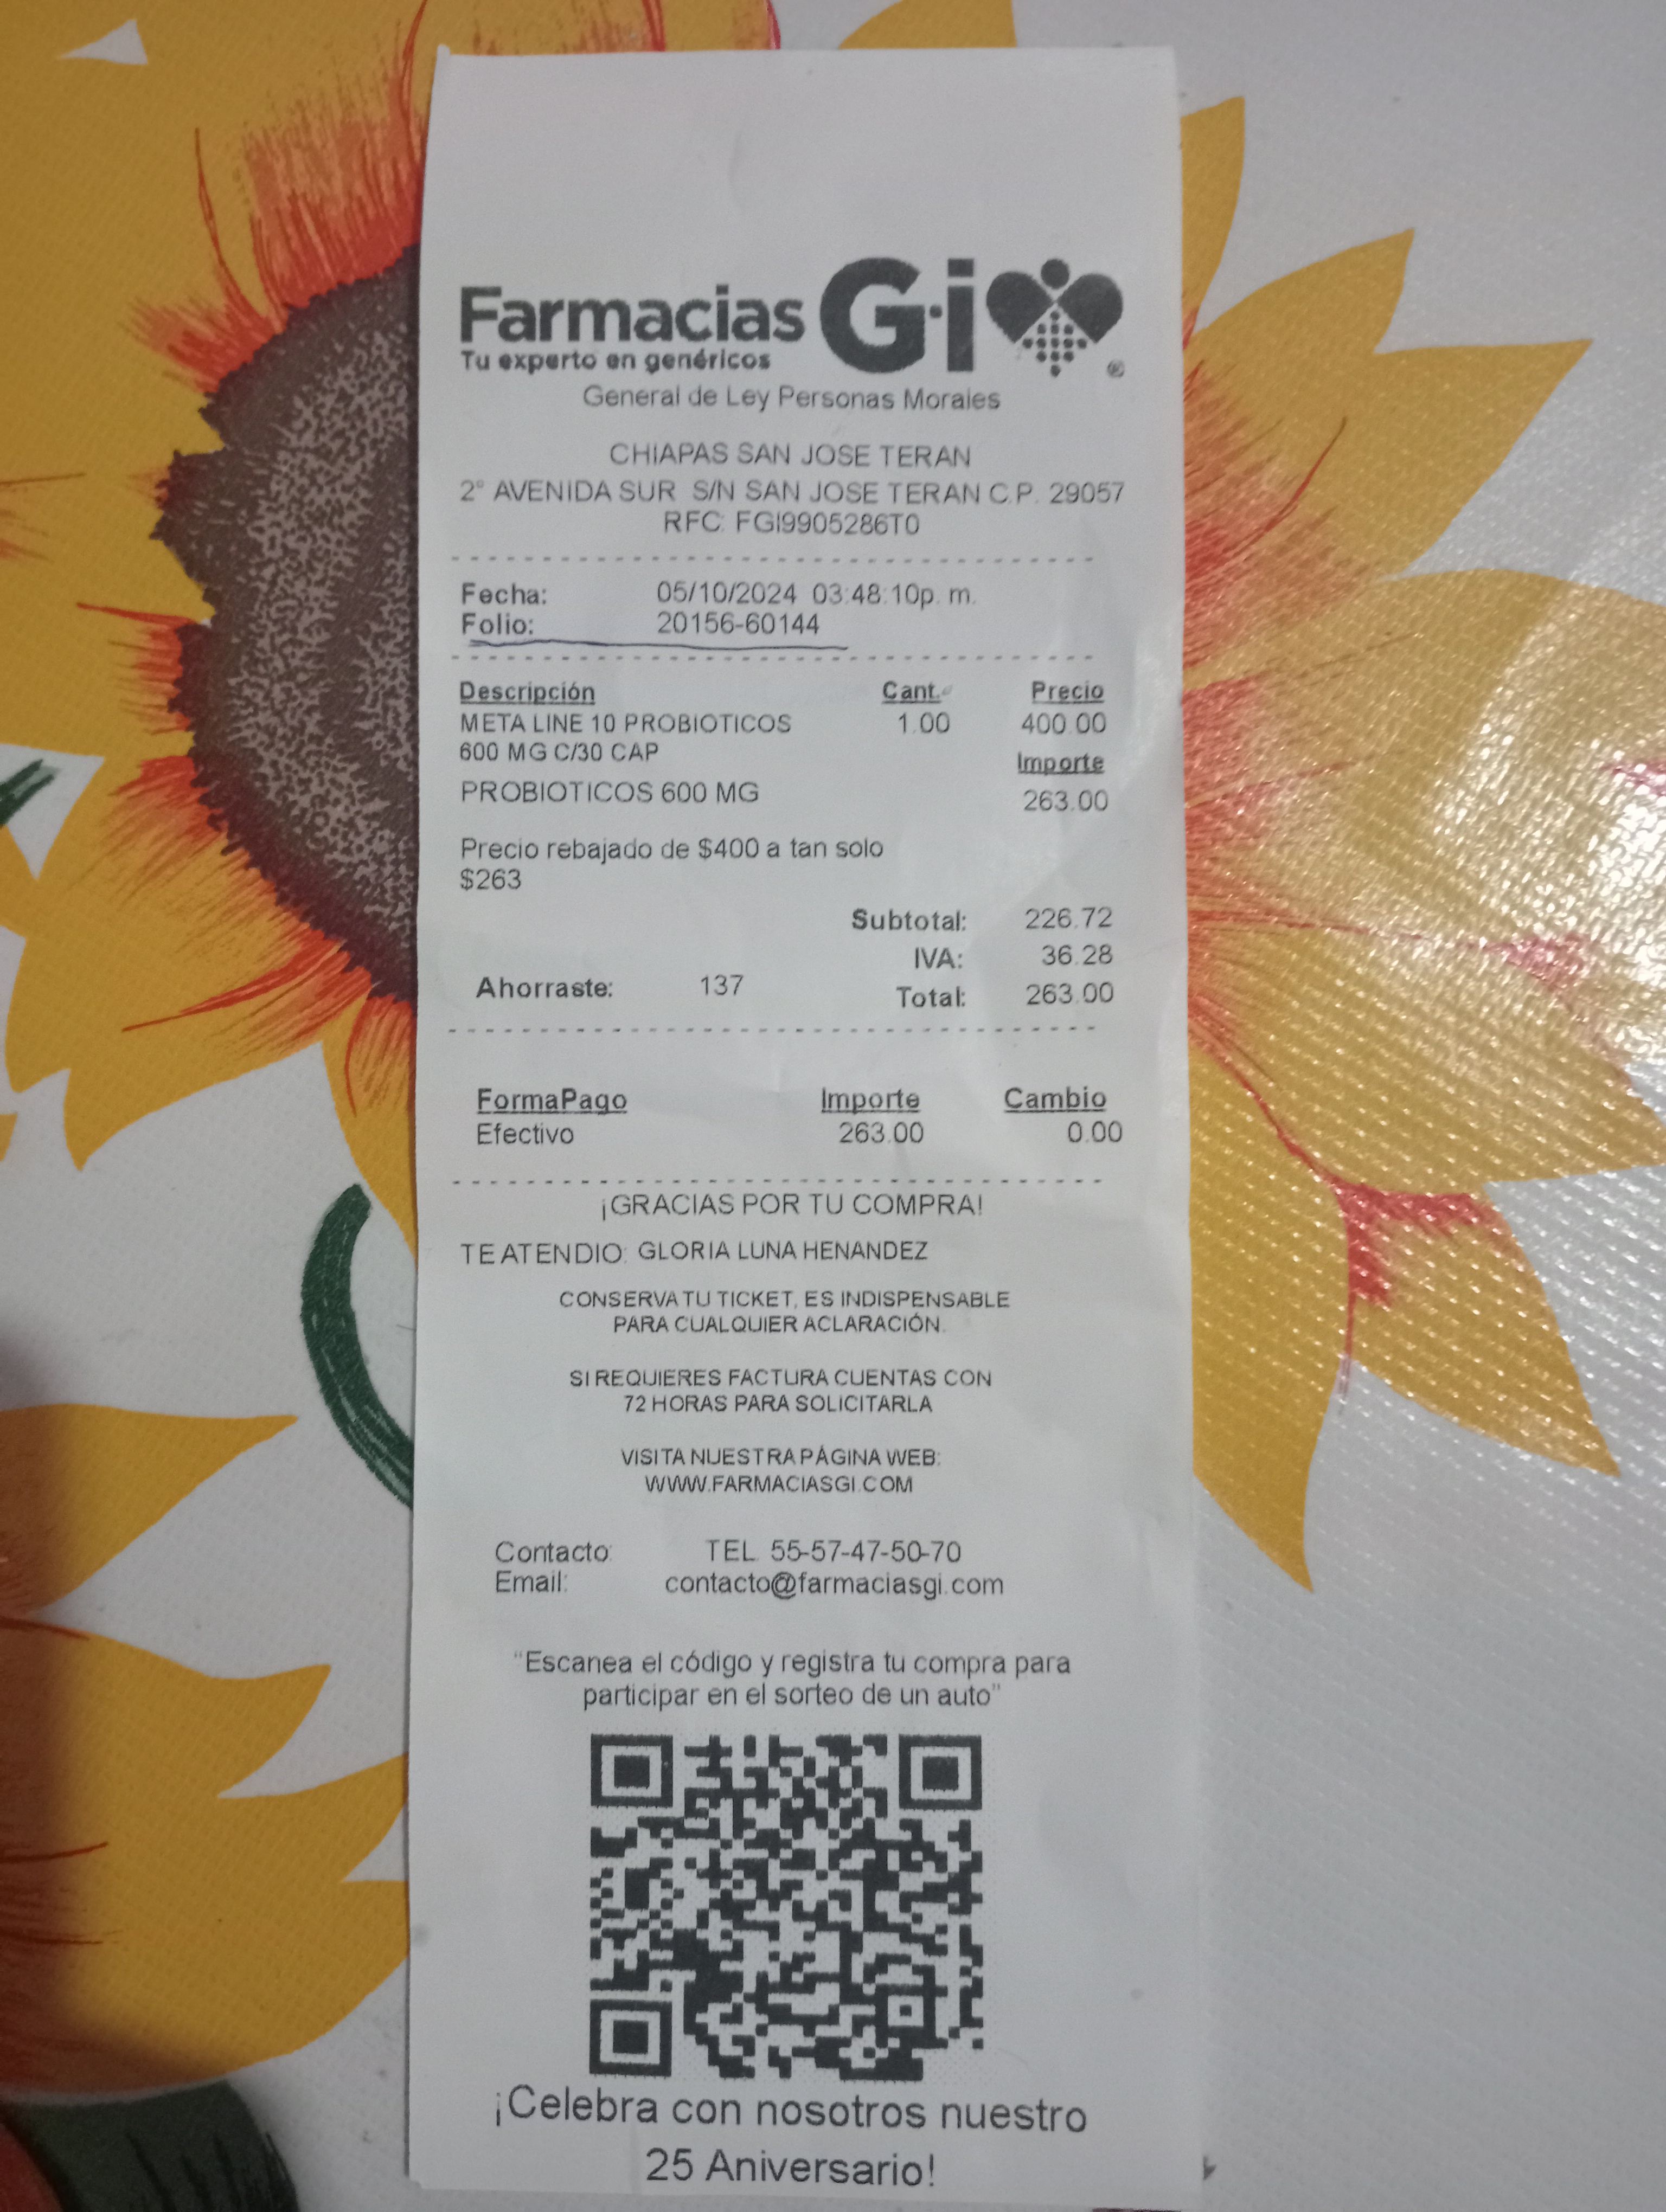 Farmacias G·i
Tu experto en genéricos
®
General de Ley Personas Morales
CHIAPAS SAN JOSE TERAN
2° AVENIDA SUR S/N SAN JOSE TERAN C.P. 29057
RFC: FGI9905286T0
Fecha: 05/10/2024 03:48:10p. m.
Folio: 20156-60144
Descripción Cant. Precio
META LINE 10 PROBIOTICOS 1.00 400.00
600 MG C/30 CAP Importe
PROBIOTICOS 600 MG 263.00
Precio rebajado de $400 a tan solo
$263
Subtotal: 226.72
IVA: 36.28
Ahorraste: 137 Total: 263.00
FormaPago Importe Cambio
Efectivo 263.00 0.00
¡GRACIAS POR TU COMPRA!
TE ATENDIO: GLORIA LUNA HENANDEZ
CONSERVA TU TICKET, ES INDISPENSABLE
PARA CUALQUIER ACLARACIÓN.
SI REQUIERES FACTURA CUENTAS CON
72 HORAS PARA SOLICITARLA
VISITA NUESTRA PÁGINA WEB:
WWW.FARMACIASGI.COM
Contacto: TEL. 55-57-47-50-70
Email: contacto@farmaciasgi.com
"Escanea el código y registra tu compra para
participar en el sorteo de un auto"
¡Celebra con nosotros nuestro
25 Aniversario!